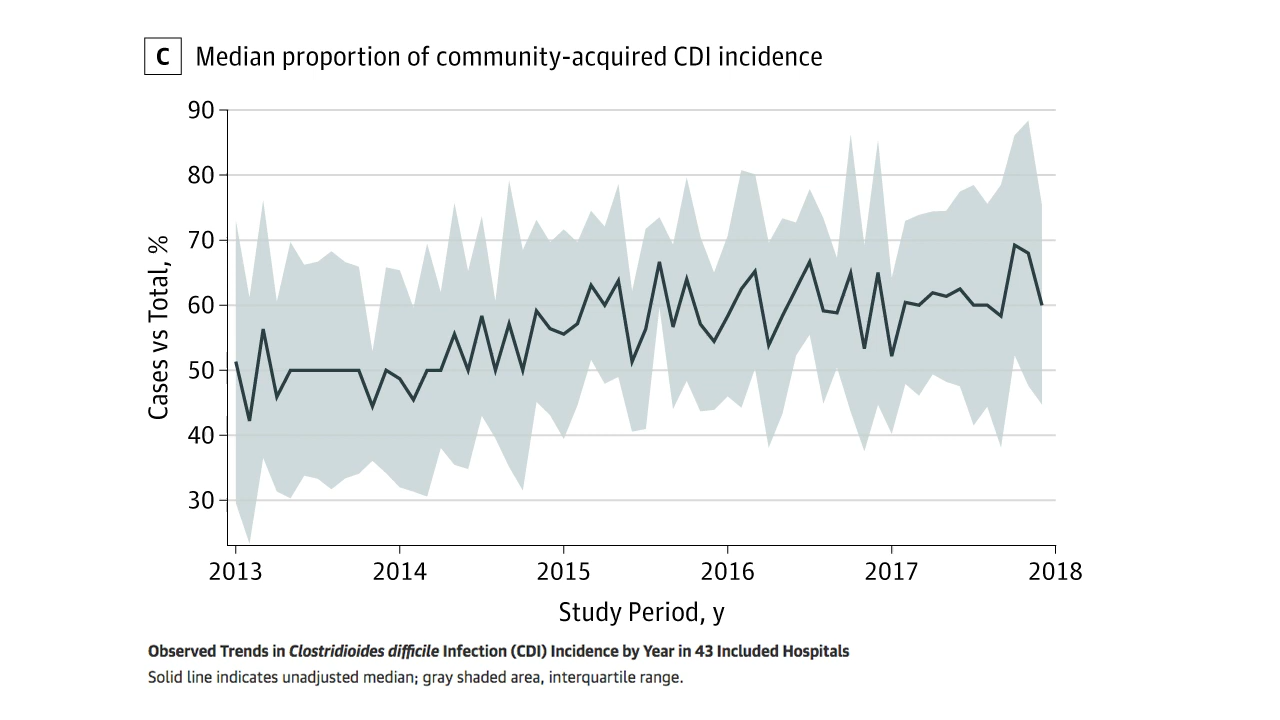 C Median proportion of community-acquired CDI incidence
90
80
70
60
50
40
30
Cases vs Total, %
2013 2014 2015 2016 2017 2018
Study Period, y
Observed Trends in Clostridioides difficile Infection (CDI) Incidence by Year in 43 Included Hospitals
Solid line indicates unadjusted median; gray shaded area, interquartile range.